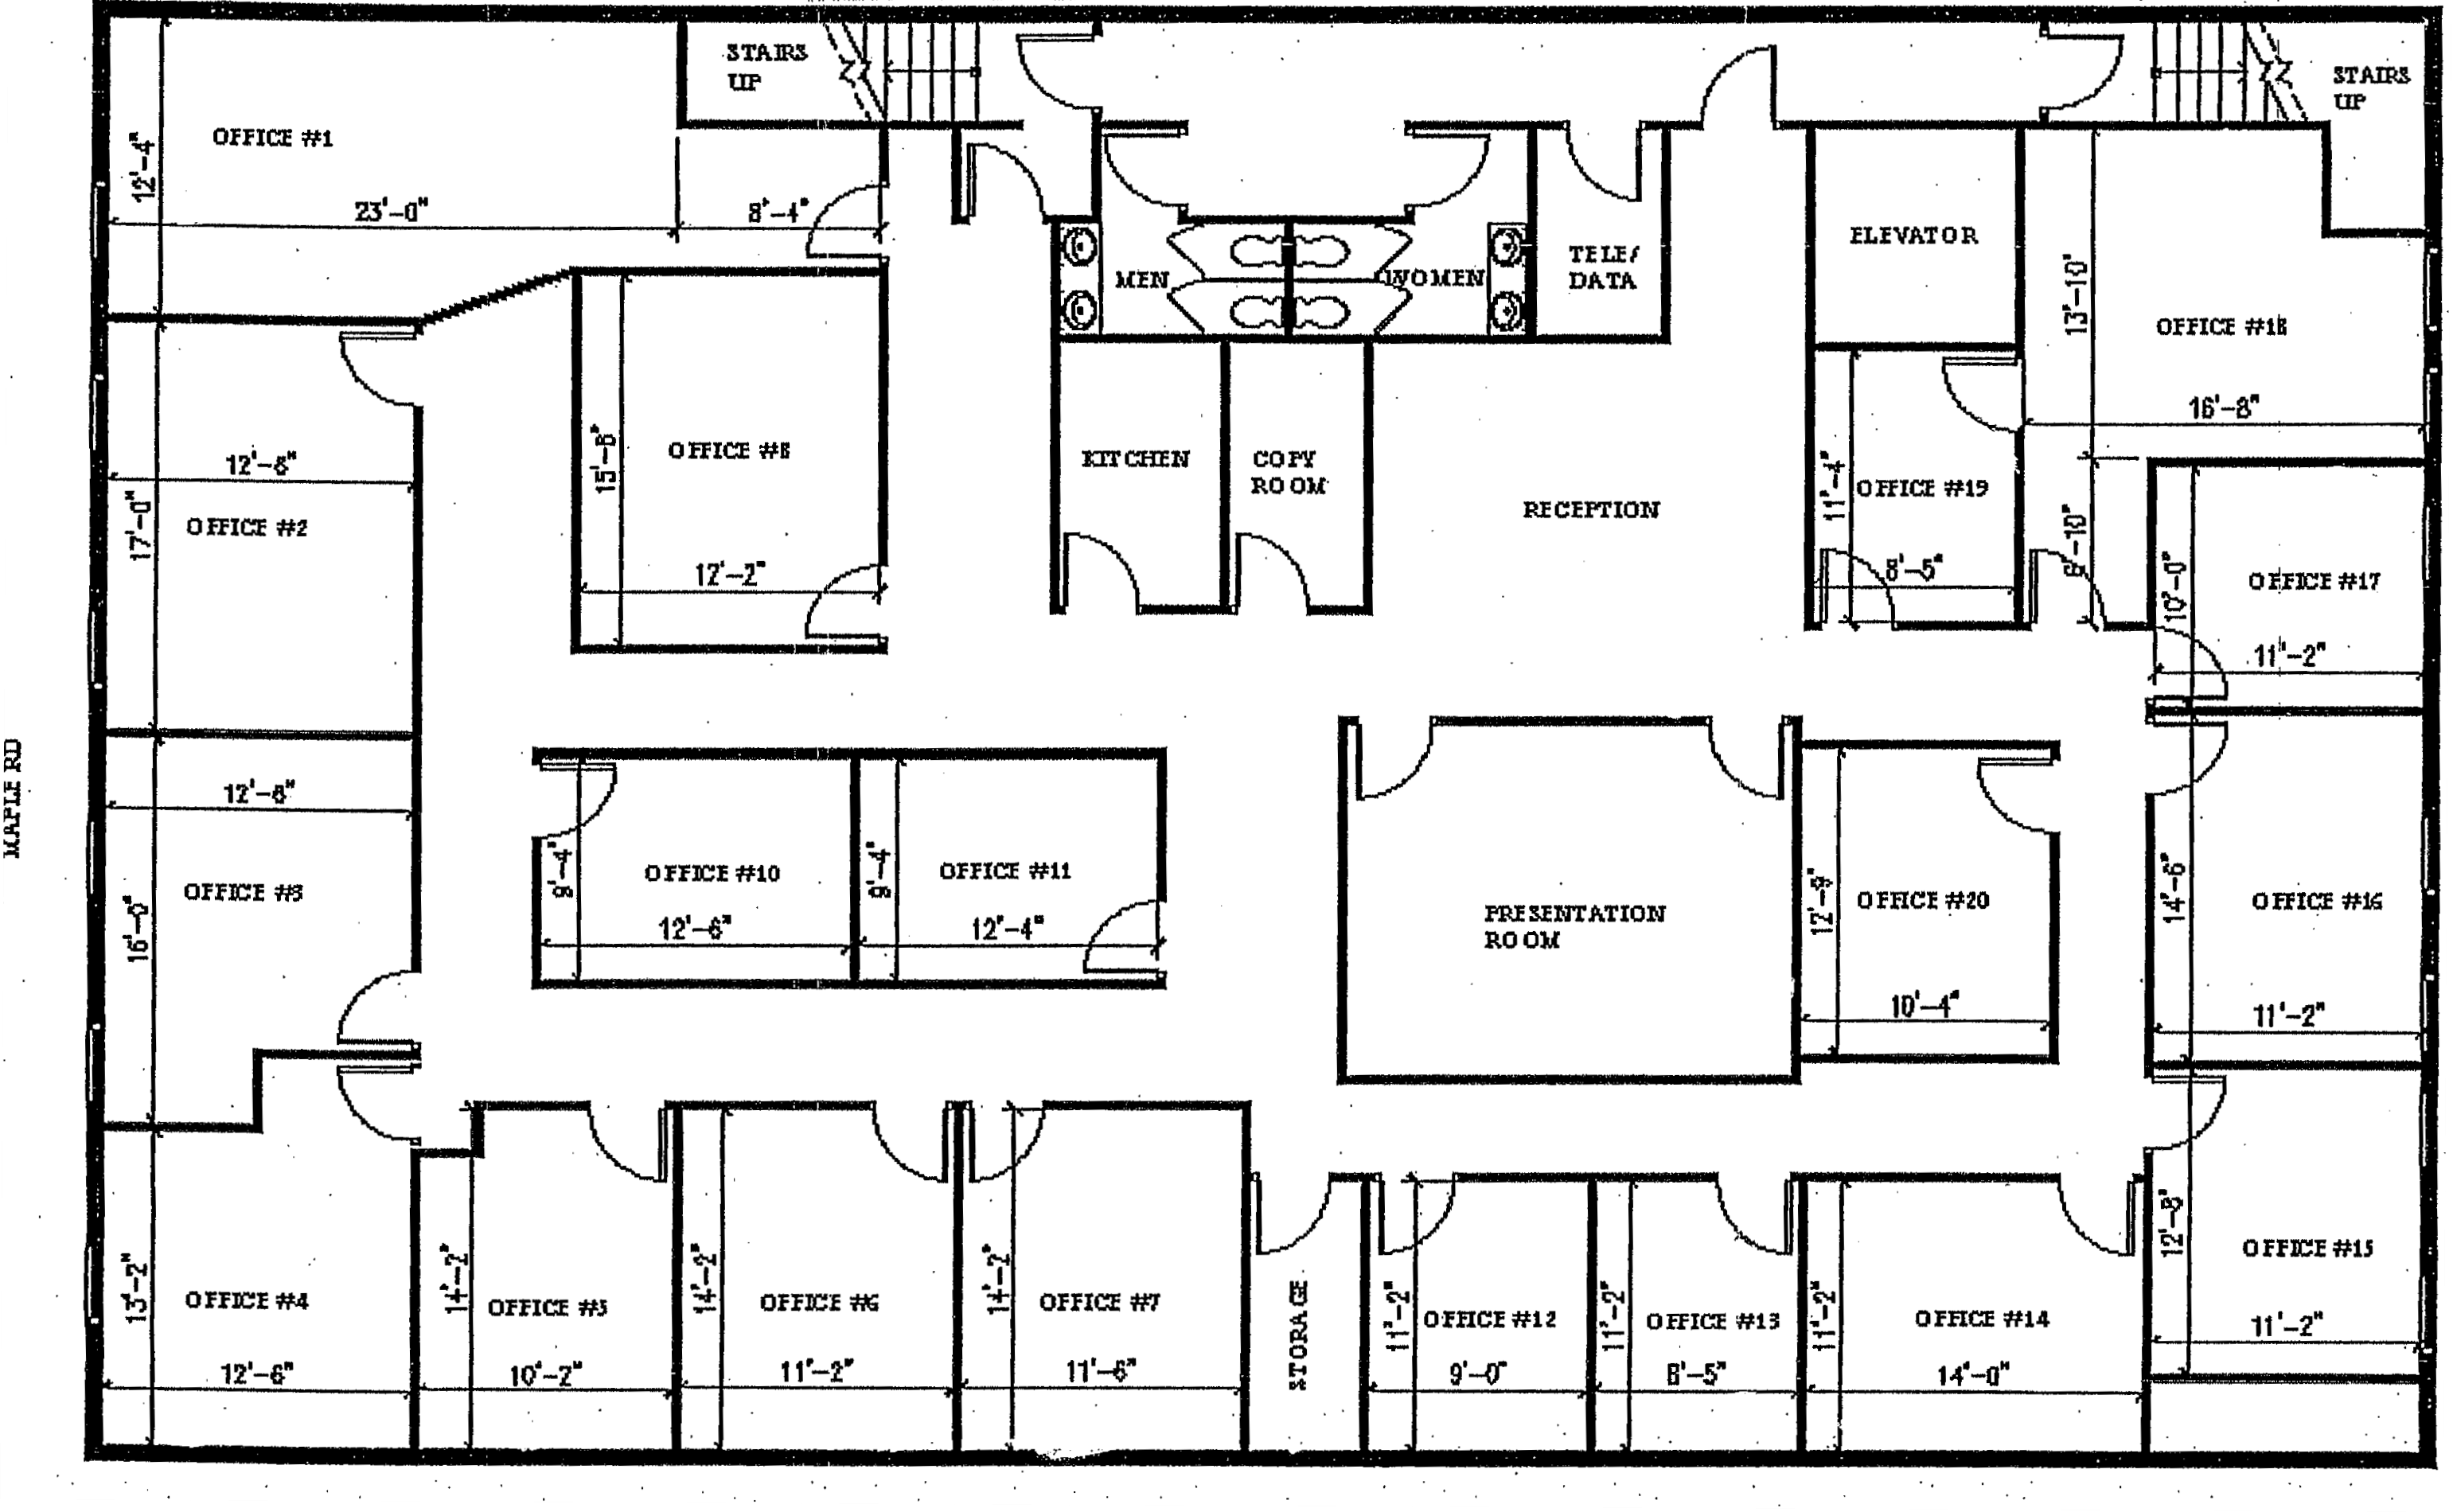 STAIRS
UP
STAIRS
UP
OFFICE #1
12'-4"
23'-0"
8'-4"
MEN
WOMEN
TELE/
DATA
ELEVATOR
13'-10"
OFFICE #18
16'-8"
12'-6"
OFFICE #2
17'-0"
15'-8"
OFFICE #8
12'-2"
KITCHEN
COPY
ROOM
RECEPTION
11'-4"
OFFICE #19
8'-5"
6'-10"
10'-0"
OFFICE #17
11'-2"
MAPLE RD
12'-6"
OFFICE #3
16'-0"
9'-4"
OFFICE #10
12'-6"
9'-4"
OFFICE #11
12'-4"
PRESENTATION
ROOM
12'-9"
OFFICE #20
10'-4"
14'-6"
OFFICE #16
11'-2"
13'-2"
OFFICE #4
12'-6"
14'-2"
OFFICE #5
10'-2"
14'-2"
OFFICE #6
11'-2"
14'-2"
OFFICE #7
11'-6"
STORAGE
11'-2"
OFFICE #12
9'-0"
11'-2"
OFFICE #13
8'-5"
11'-2"
OFFICE #14
14'-0"
12'-8"
OFFICE #15
11'-2"